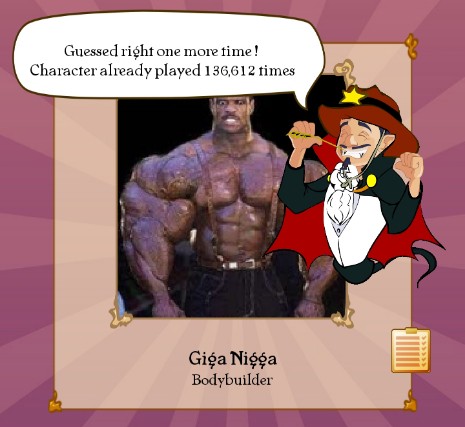 Guessed right one more time !
Character already played 136,612 times
Giga Nigga
Bodybuilder